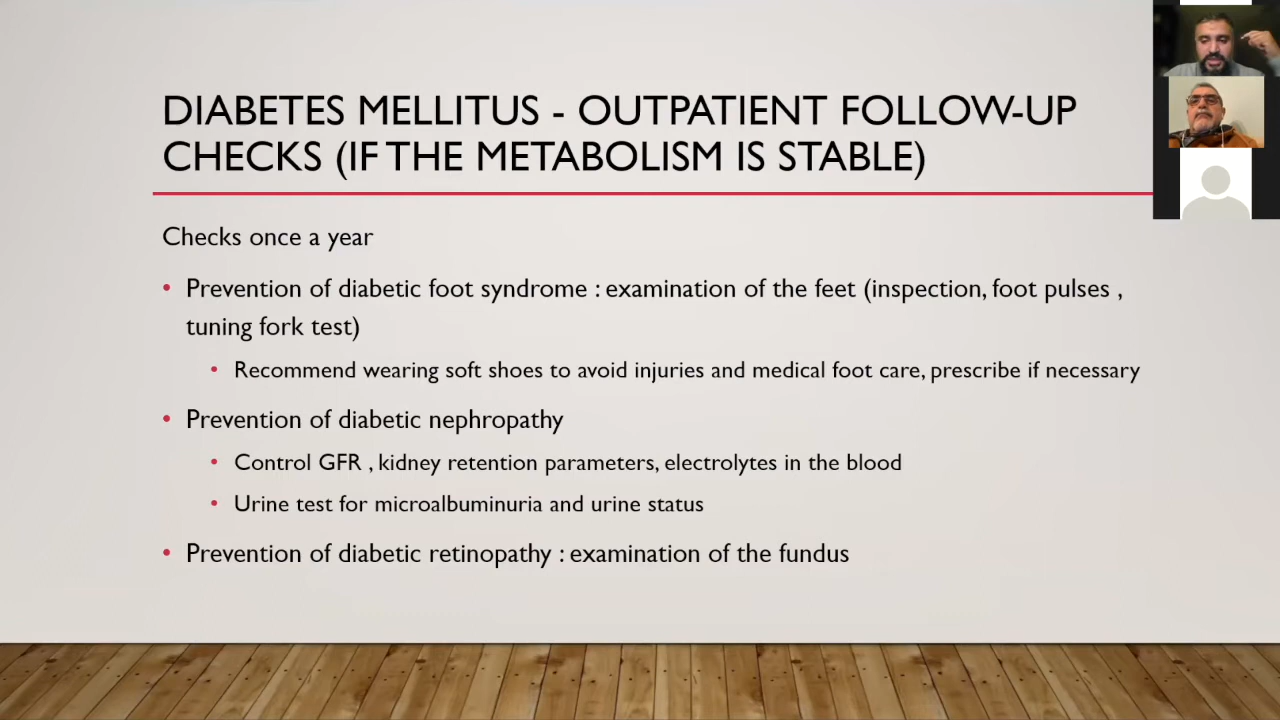 DIABETES MELLITUS - OUTPATIENT FOLLOW-UP
CHECKS (IF THE METABOLISM IS STABLE)
Checks once a year
• Prevention of diabetic foot syndrome : examination of the feet (inspection, foot pulses ,
tuning fork test)
• Recommend wearing soft shoes to avoid injuries and medical foot care, prescribe if necessary
• Prevention of diabetic nephropathy
• Control GFR , kidney retention parameters, electrolytes in the blood
• Urine test for microalbuminuria and urine status
• Prevention of diabetic retinopathy : examination of the fundus